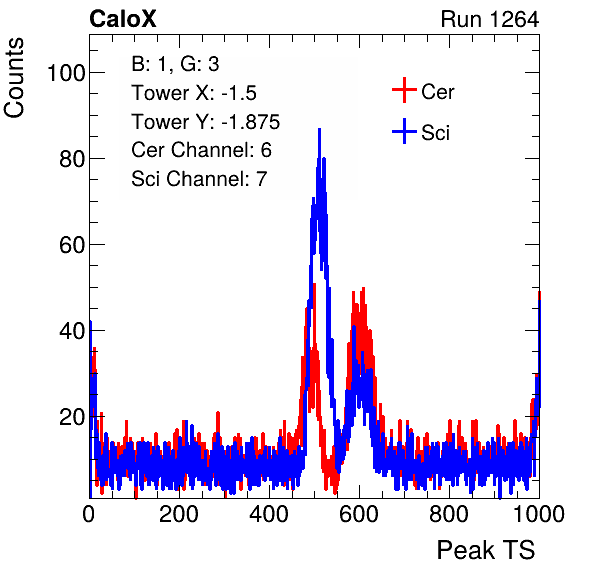 CaloX Run 1264
Counts
B: 1, G: 3
Tower X: -1.5
Tower Y: -1.875
Cer Channel: 6
Sci Channel: 7
Cer
Sci
100
80
60
40
20
0 200 400 600 800 1000
Peak TS